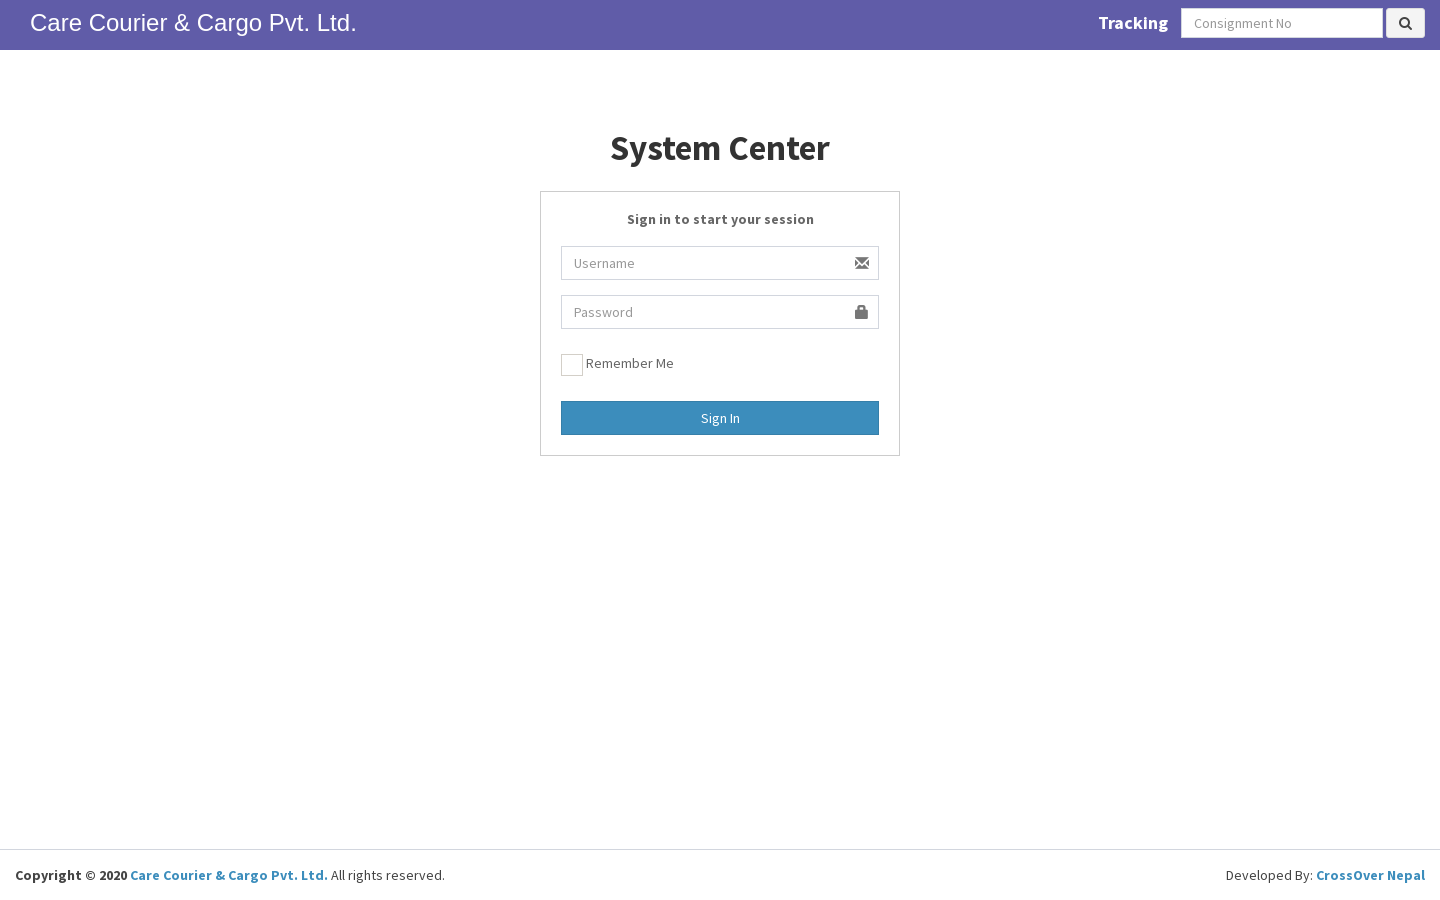 Care Courier & Cargo Pvt. Ltd.
Tracking
Consignment No
System Center
Sign in to start your session
Username
Password
Remember Me
Sign In
Copyright © 2020 Care Courier & Cargo Pvt. Ltd. All rights reserved.
Developed By: CrossOver Nepal